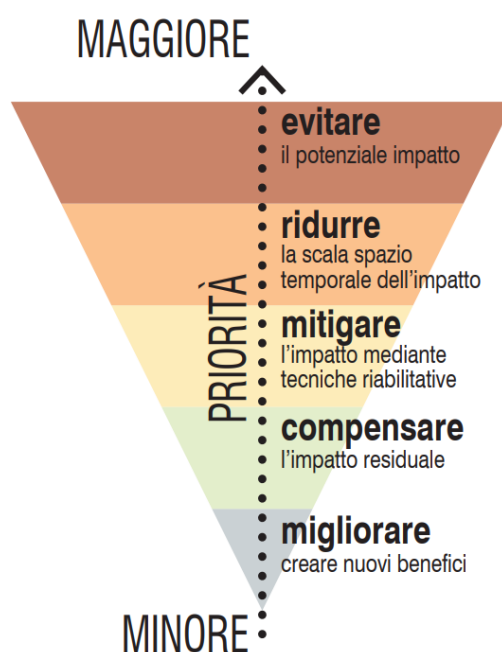 MAGGIORE
evitare
il potenziale impatto
ridurre
la scala spazio
temporale dell'impatto
PRIORITÀ
mitigare
l'impatto mediante
tecniche riabilitative
compensare
l'impatto residuale
migliorare
creare nuovi benefici
MINORE